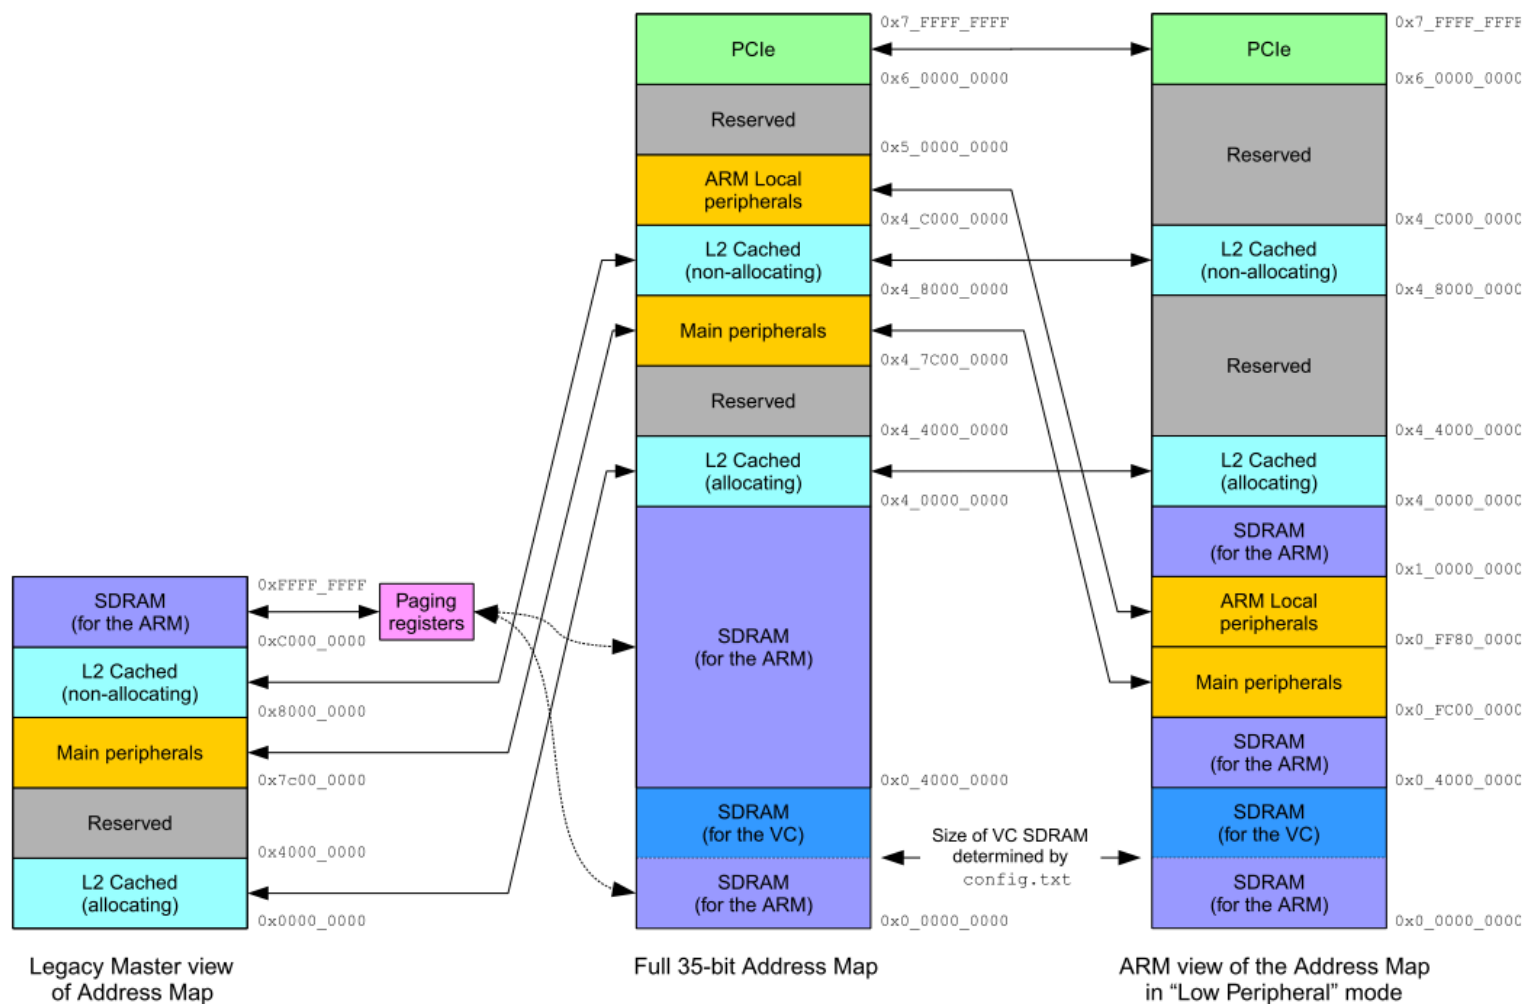 0xFFFF_FFFF
SDRAM
(for the ARM)
0xC000_0000
L2 Cached
(non-allocating)
0x8000_0000
Main peripherals
0x7c00_0000
Reserved
0x4000_0000
L2 Cached
(allocating)
0x0000_0000
Legacy Master view
of Address Map
Paging
registers
0x7_FFFF_FFFF
PCIe
0x6_0000_0000
Reserved
0x5_0000_0000
ARM Local
peripherals
0x4_C000_0000
L2 Cached
(non-allocating)
0x4_8000_0000
Main peripherals
0x4_7C00_0000
Reserved
0x4_4000_0000
L2 Cached
(allocating)
0x4_0000_0000
SDRAM
(for the ARM)
0x0_4000_0000
SDRAM
(for the VC)
SDRAM
(for the ARM)
0x0_0000_0000
Full 35-bit Address Map
Size of VC SDRAM
determined by
config.txt
0x7_FFFF_FFFF
PCIe
0x6_0000_0000
Reserved
0x4_C000_0000
L2 Cached
(non-allocating)
0x4_8000_0000
Reserved
0x4_4000_0000
L2 Cached
(allocating)
0x4_0000_0000
SDRAM
(for the ARM)
0x1_0000_0000
ARM Local
peripherals
0x0_FF80_0000
Main peripherals
0x0_FC00_0000
SDRAM
(for the ARM)
0x0_4000_0000
SDRAM
(for the VC)
SDRAM
(for the ARM)
0x0_0000_0000
ARM view of the Address Map
in “Low Peripheral” mode